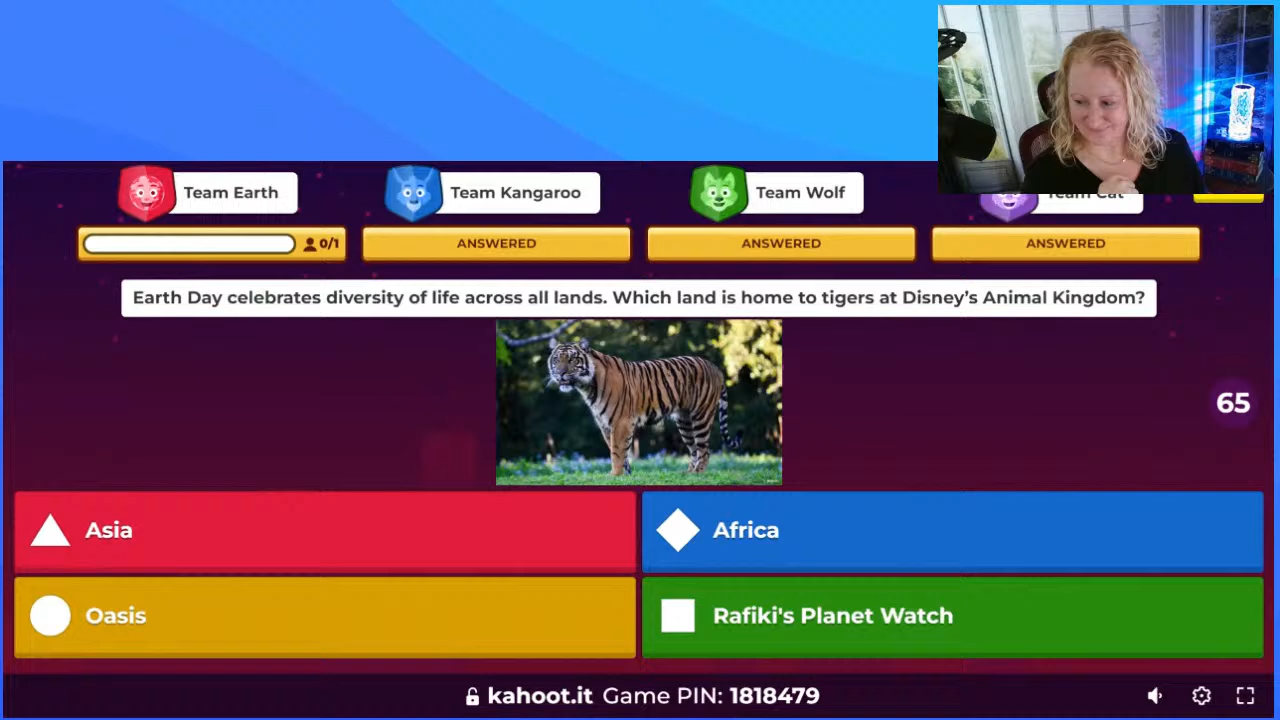 Team Earth
Team Kangaroo
Team Wolf
Team Cat
0/1
ANSWERED
ANSWERED
ANSWERED
Earth Day celebrates diversity of life across all lands. Which land is home to tigers at Disney’s Animal Kingdom?
65
Asia
Africa
Oasis
Rafiki's Planet Watch
kahoot.it Game PIN: 1818479